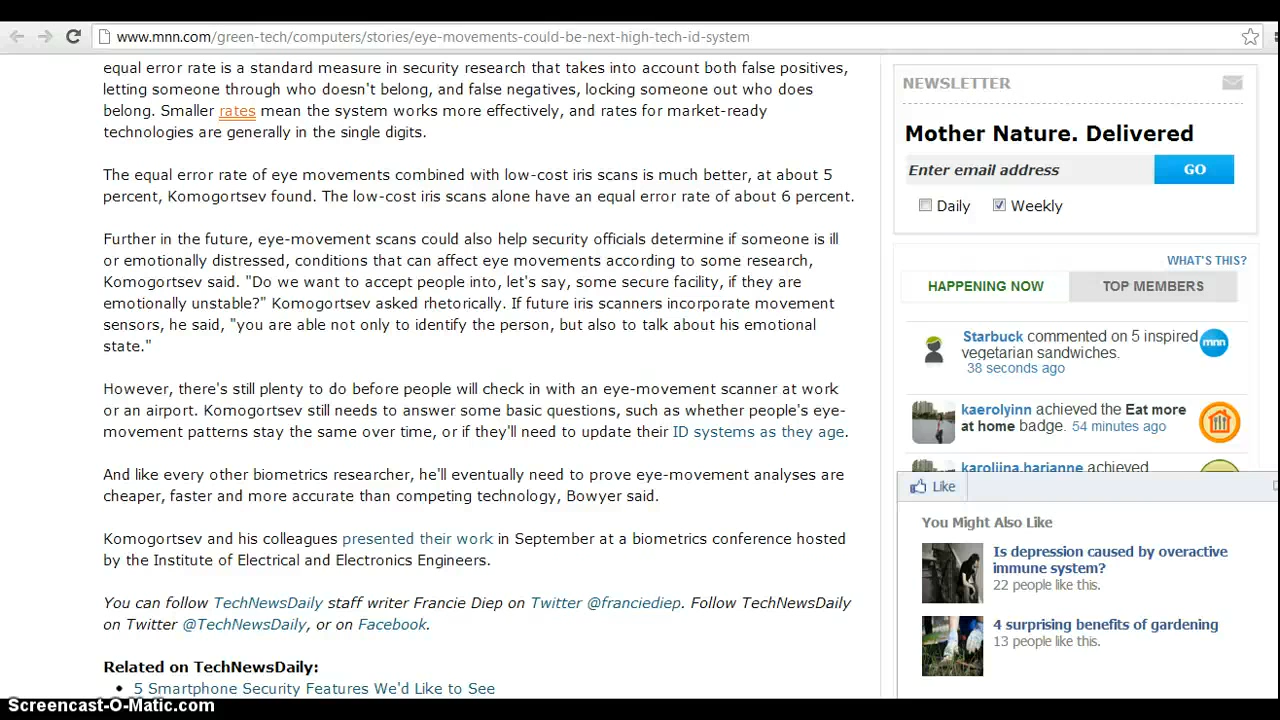 www.mnn.com/green-tech/computers/stories/eye-movements-could-be-next-high-tech-id-system
equal error rate is a standard measure in security research that takes into account both false positives,
letting someone through who doesn't belong, and false negatives, locking someone out who does
belong. Smaller rates mean the system works more effectively, and rates for market-ready
technologies are generally in the single digits.
The equal error rate of eye movements combined with low-cost iris scans is much better, at about 5
percent, Komogortsev found. The low-cost iris scans alone have an equal error rate of about 6 percent.
Further in the future, eye-movement scans could also help security officials determine if someone is ill
or emotionally distressed, conditions that can affect eye movements according to some research,
Komogortsev said. "Do we want to accept people into, let's say, some secure facility, if they are
emotionally unstable?" Komogortsev asked rhetorically. If future iris scanners incorporate movement
sensors, he said, "you are able not only to identify the person, but also to talk about his emotional
state."
However, there's still plenty to do before people will check in with an eye-movement scanner at work
or an airport. Komogortsev still needs to answer some basic questions, such as whether people's eye-
movement patterns stay the same over time, or if they'll need to update their ID systems as they age.
And like every other biometrics researcher, he'll eventually need to prove eye-movement analyses are
cheaper, faster and more accurate than competing technology, Bowyer said.
Komogortsev and his colleagues presented their work in September at a biometrics conference hosted
by the Institute of Electrical and Electronics Engineers.
You can follow TechNewsDaily staff writer Francie Diep on Twitter @franciediep. Follow TechNewsDaily
on Twitter @TechNewsDaily, or on Facebook.
Related on TechNewsDaily:
5 Smartphone Security Features We'd Like to See
NEWSLETTER
Mother Nature. Delivered
Enter email address GO
Daily Weekly
WHAT'S THIS?
HAPPENING NOW TOP MEMBERS
Starbuck commented on 5 inspired
vegetarian sandwiches.
38 seconds ago
mnn
kaerolyinn achieved the Eat more
at home badge. 54 minutes ago
karoliina.harjanne achieved
Like
You Might Also Like
Is depression caused by overactive
immune system?
22 people like this.
4 surprising benefits of gardening
13 people like this.
Screencast-O-Matic.com